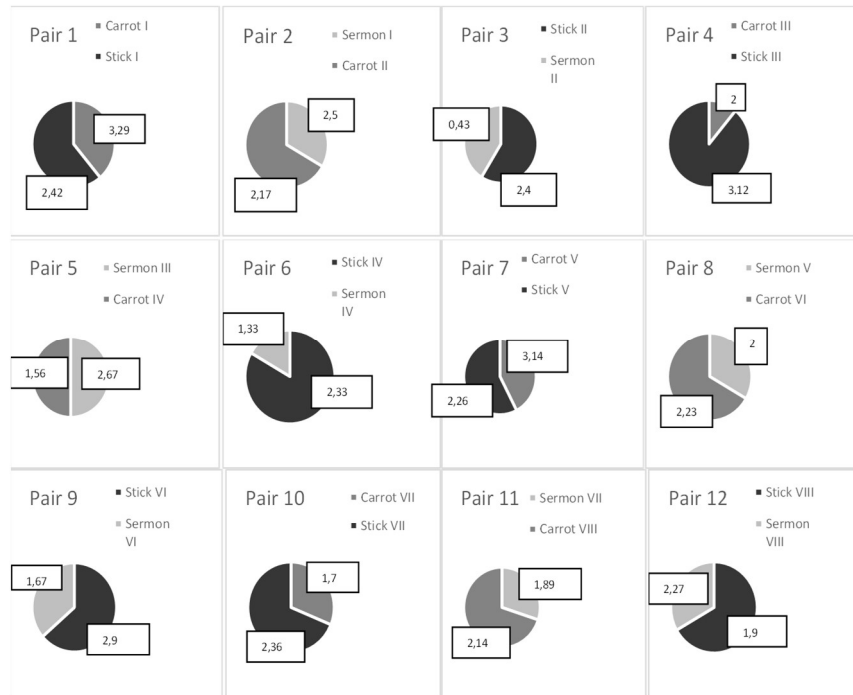 Pair 1
Carrot I
Stick I
3,29
2,42
Pair 2
Sermon I
Carrot II
2,5
2,17
Pair 3
Stick II
Sermon
II
0,43
2,4
Pair 4
Carrot III
Stick III
2
3,12
Pair 5
Sermon III
Carrot IV
1,56
2,67
Pair 6
Stick IV
Sermon
IV
1,33
2,33
Pair 7
Carrot V
Stick V
3,14
2,26
Pair 8
Sermon V
Carrot VI
2
2,23
Pair 9
Stick VI
Sermon
VI
1,67
2,9
Pair 10
Carrot VII
Stick VII
1,7
2,36
Pair 11
Sermon VII
Carrot VIII
1,89
2,14
Pair 12
Stick VIII
Sermon
VIII
2,27
1,9